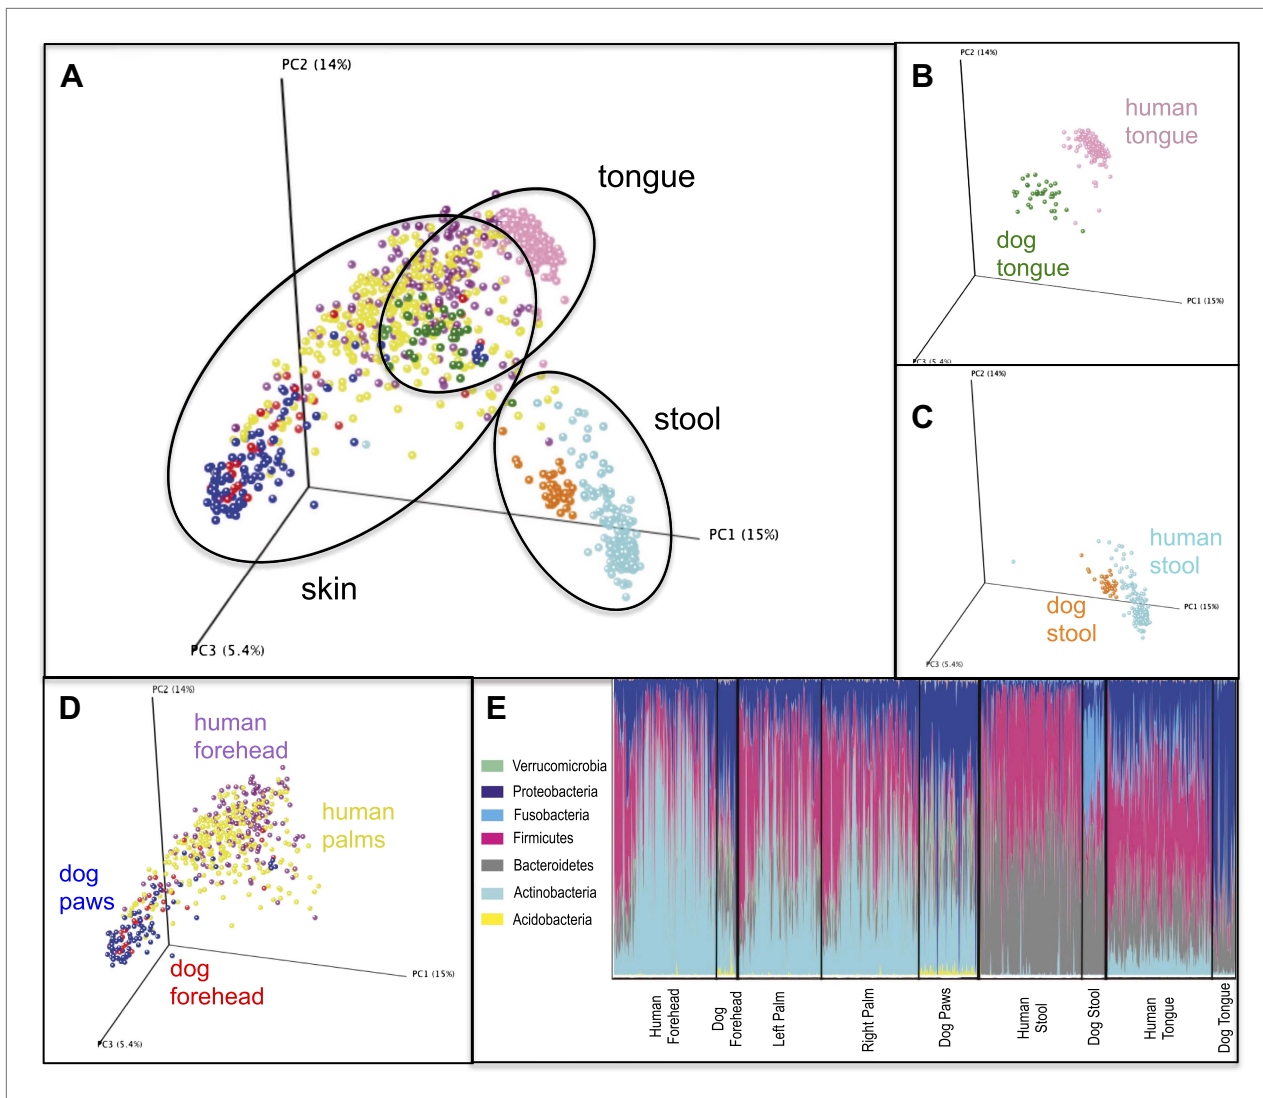 A
PC2 (14%)
tongue
stool
PC1 (15%)
skin
PC3 (5.4%)
B
PC2 (14%)
human
tongue
dog
tongue
PC1 (15%)
PC3 (5.4%)
C
PC2 (14%)
human
stool
PC1 (15%)
dog
stool
PC3 (5.4%)
D
PC2 (14%)
human
forehead
human
palms
dog
paws
dog
forehead
PC1 (15%)
PC3 (5.4%)
E
Verrucomicrobia
Proteobacteria
Fusobacteria
Firmicutes
Bacteroidetes
Actinobacteria
Acidobacteria
Human
Forehead
Dog
Forehead
Left Palm
Right Palm
Dog Paws
Human
Stool
Dog Stool
Human
Tongue
Dog Tongue